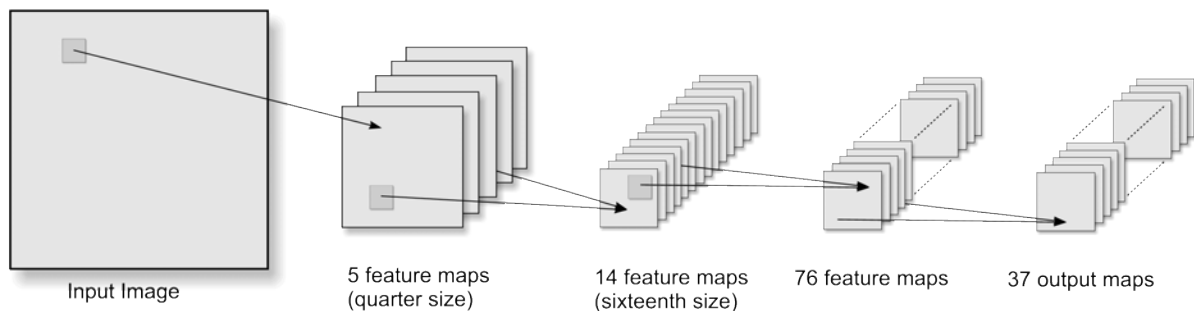 Input Image
5 feature maps
(quarter size)
14 feature maps
(sixteenth size)
76 feature maps
37 output maps